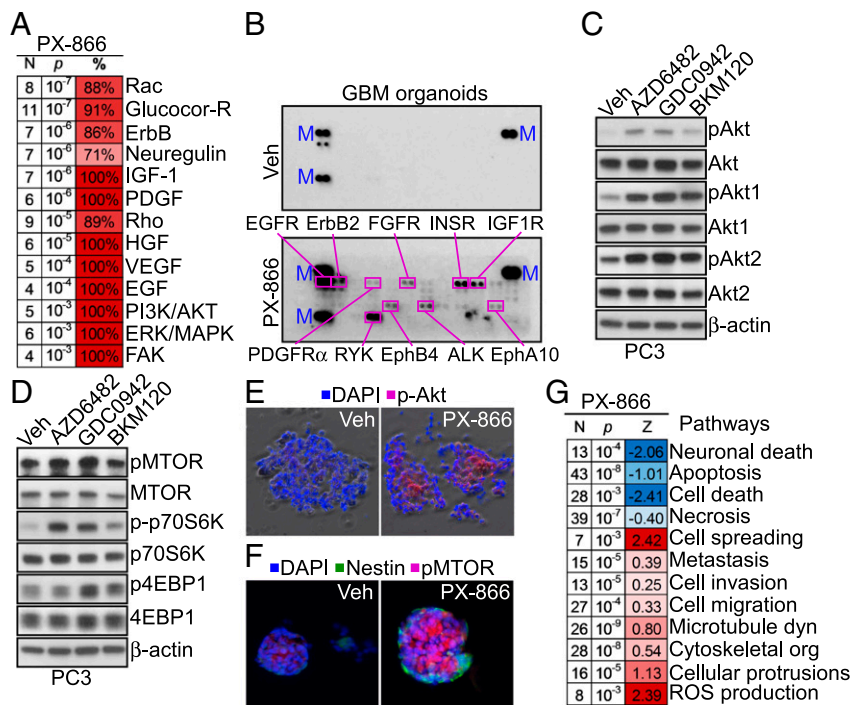 A
PX-866
N p %
8 10-7 88% Rac
11 10-7 91% Glucocor-R
7 10-6 86% ErbB
7 10-6 71% Neuregulin
7 10-6 100% IGF-1
6 10-6 100% PDGF
9 10-5 89% Rho
6 10-5 100% HGF
5 10-4 100% VEGF
4 10-4 100% EGF
5 10-3 100% PI3K/AKT
6 10-3 100% ERK/MAPK
4 10-3 100% FAK
B
GBM organoids
Veh
M M
M
EGFR ErbB2 FGFR INSR IGF1R
PX-866
M M
M
PDGFRα RYK EphB4 ALK EphA10
C
Veh AZD6482 GDC0942 BKM120
pAkt
Akt
pAkt1
Akt1
pAkt2
Akt2
β-actin
PC3
D
Veh AZD6482 GDC0942 BKM120
pMTOR
MTOR
p-p70S6K
p70S6K
p4EBP1
4EBP1
β-actin
PC3
E
DAPI p-Akt
Veh PX-866
F
DAPI Nestin pMTOR
Veh PX-866
G
PX-866
N p Z Pathways
13 10-4 -2.06 Neuronal death
43 10-8 -1.01 Apoptosis
28 10-3 -2.41 Cell death
39 10-7 -0.40 Necrosis
7 10-3 2.42 Cell spreading
15 10-5 0.39 Metastasis
13 10-5 0.25 Cell invasion
27 10-4 0.33 Cell migration
26 10-9 0.80 Microtubule dyn
28 10-8 0.54 Cytoskeletal org
16 10-5 1.13 Cellular protrusions
8 10-3 2.39 ROS production